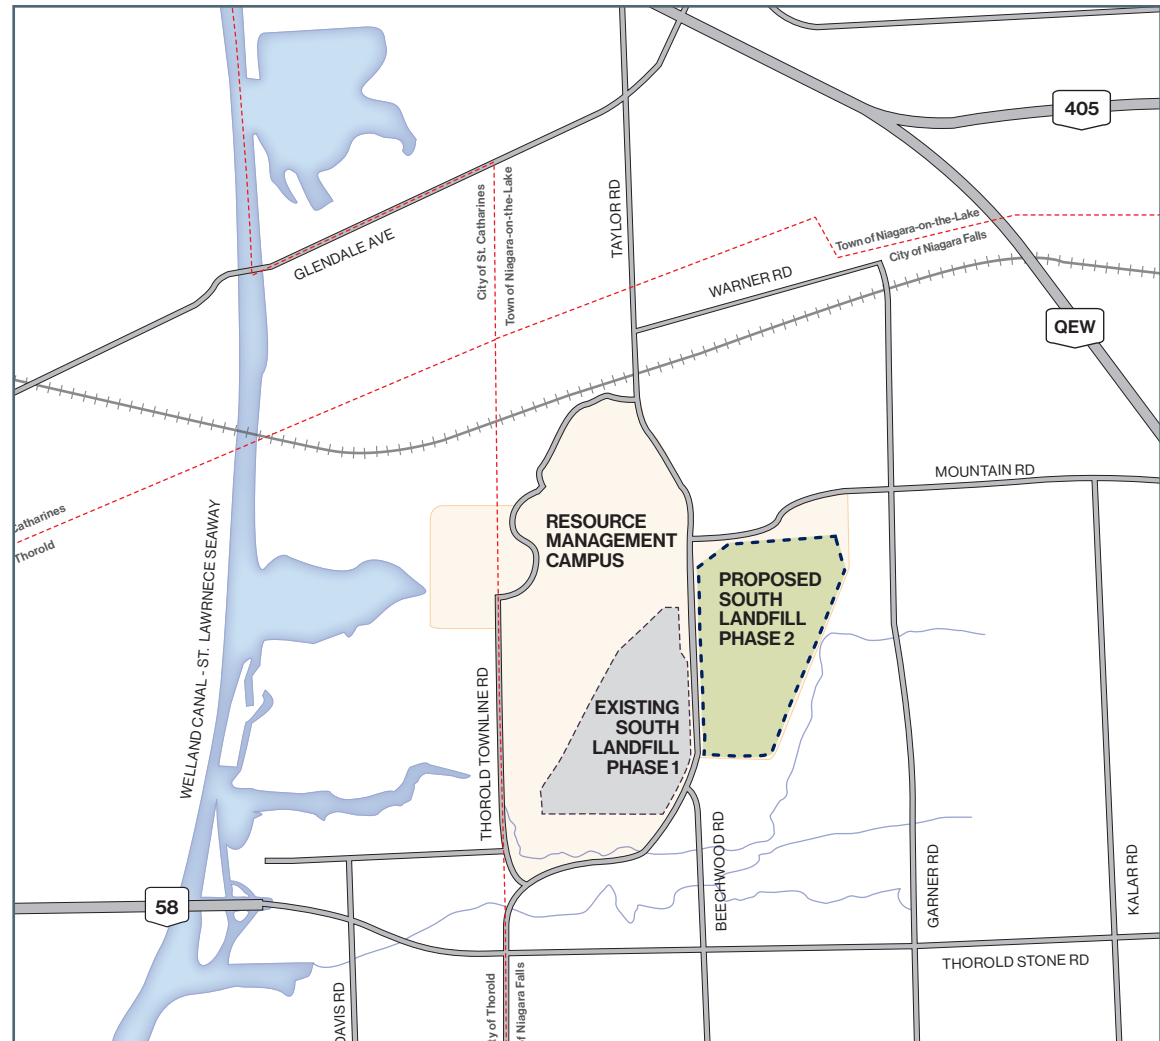 405
City of St. Catharines
Town of Niagara-on-the-Lake
TAYLOR RD
GLENDALE AVE
Town of Niagara-on-the-Lake
City of Niagara Falls
WARNER RD
QEW
MOUNTAIN RD
Catharines
Thorold
WELLAND CANAL - ST. LAWRNECE SEAWAY
RESOURCE
MANAGEMENT
CAMPUS
PROPOSED
SOUTH
LANDFILL
PHASE 2
THOROLD TOWNLINE RD
EXISTING
SOUTH
LANDFILL
PHASE 1
BEECHWOOD RD
GARNER RD
KALAR RD
58
THOROLD STONE RD
DAVIS RD
ty of Thorold
of Niagara Falls